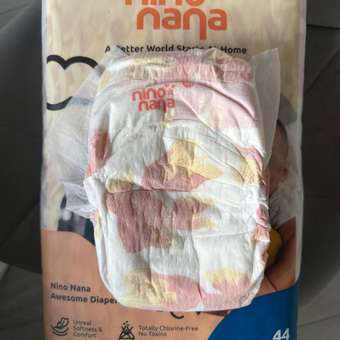 nino
nana
A Better World Starts At Home
nino
nana
Nino Nana
Awesome Diaper
Unreal
Softness &
Comfort
Totally Chlorine-Free
No Toxins
44